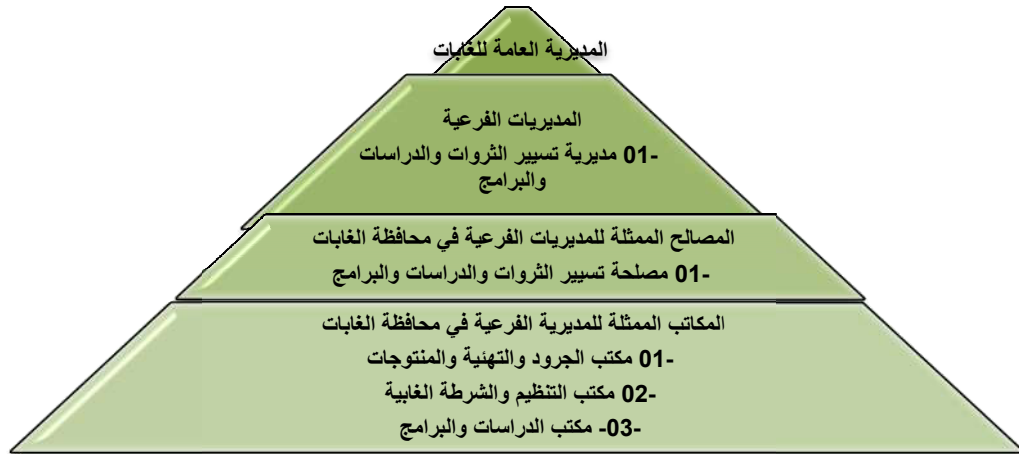 المديرية العامة للغابات
المديريات الفرعية
01- مديرية تسيير الثروات والدراسات
والبرامج
المصالح الممثلة للمديريات الفرعية في محافظة الغابات
01- مصلحة تسيير الثروات والدراسات والبرامج
المكاتب الممثلة للمديرية الفرعية في محافظة الغابات
01- مكتب الجرود والتهئية والمنتوجات
02- مكتب التنظيم والشرطة الغابية
-03- مكتب الدراسات والبرامج